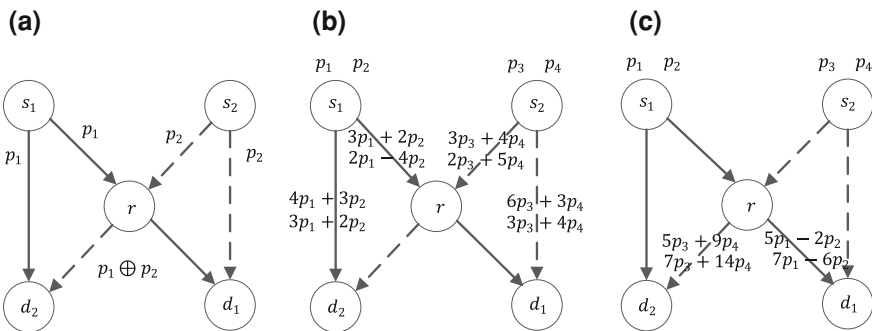 (a)
s₁
s₂
p₁
p₁
p₂
p₂
r
p₁ ⊕ p₂
d₂
d₁
(b)
p₁ p₂
p₃ p₄
s₁
s₂
3p₁ + 2p₂
2p₁ − 4p₂
3p₃ + 4p₄
2p₃ + 5p₄
4p₁ + 3p₂
3p₁ + 2p₂
r
6p₃ + 3p₄
3p₃ + 4p₄
d₂
d₁
(c)
p₁ p₂
p₃ p₄
s₁
s₂
r
5p₃ + 9p₄
7p₃ + 14p₄
5p₁ − 2p₂
7p₁ − 6p₂
d₂
d₁